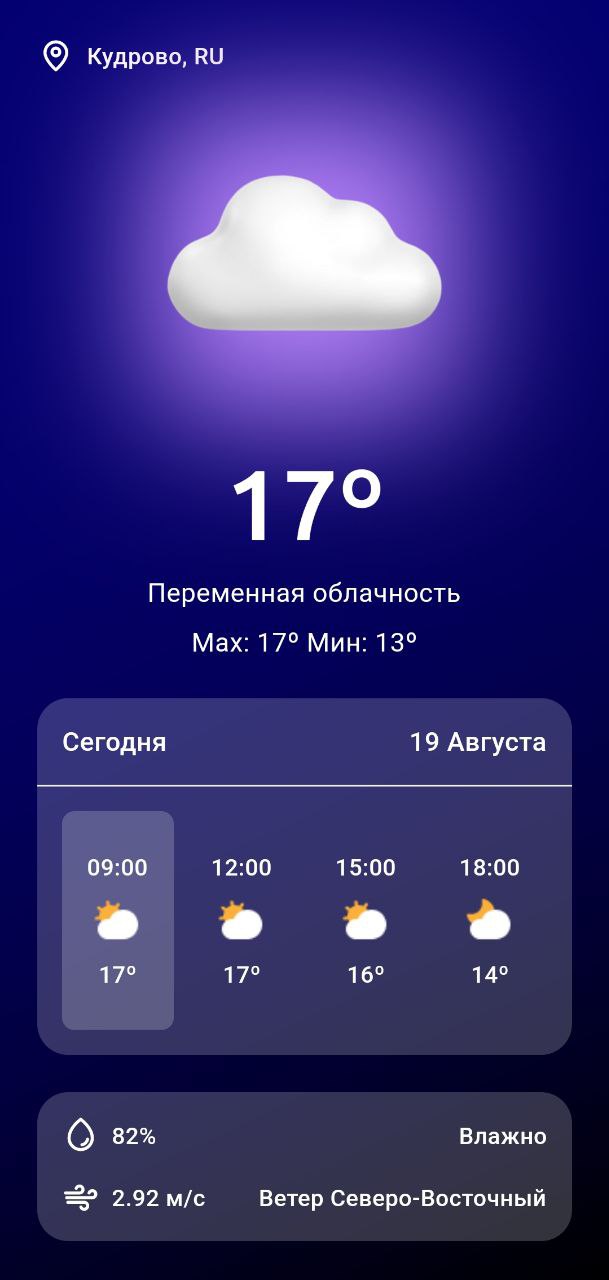 Кудрово, RU
17º
Переменная облачность
Max: 17º Мин: 13º
Сегодня 19 Августа
09:00 12:00 15:00 18:00
17º 17º 16º 14º
82% Влажно
2.92 м/с Ветер Северо-Восточный